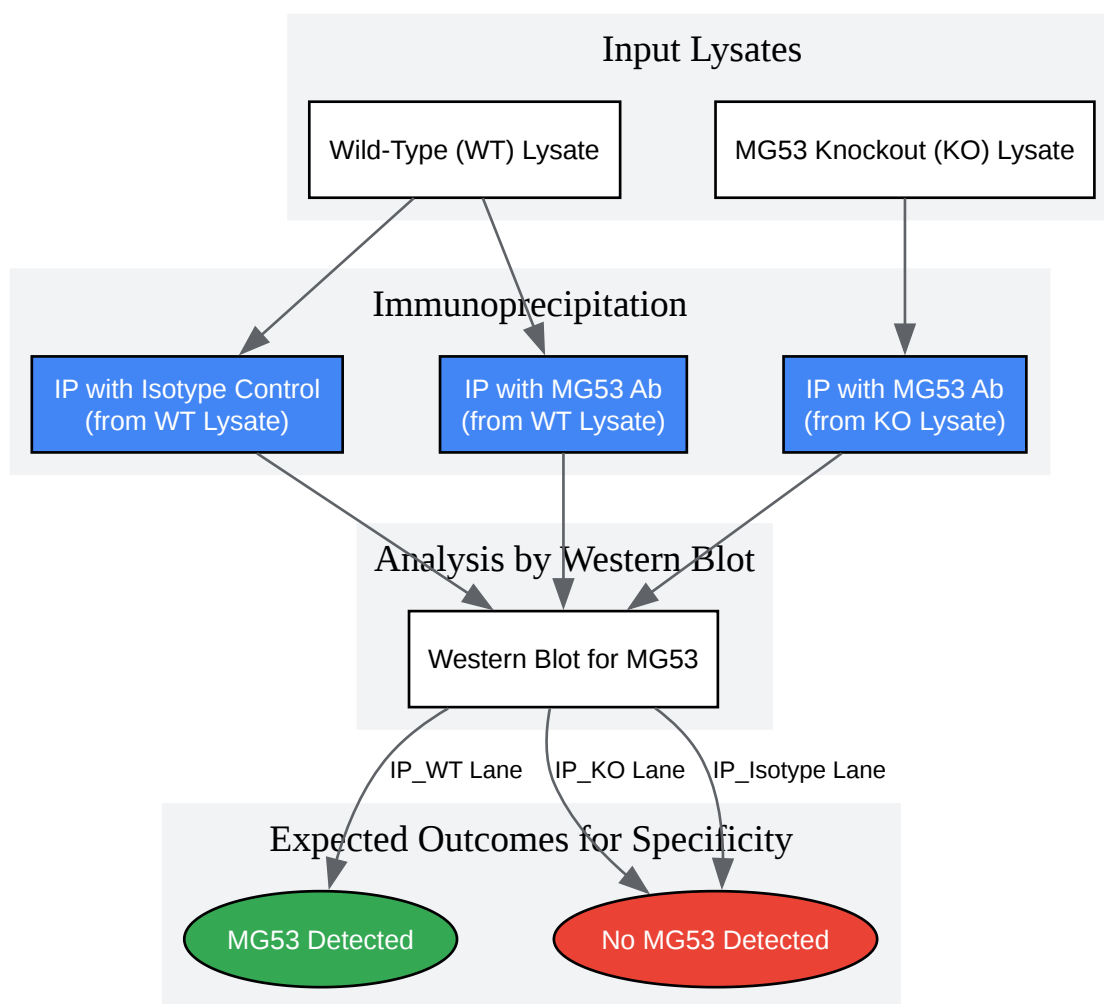 Input Lysates
Wild-Type (WT) Lysate
MG53 Knockout (KO) Lysate
Immunoprecipitation
IP with Isotype Control
(from WT Lysate)
IP with MG53 Ab
(from WT Lysate)
IP with MG53 Ab
(from KO Lysate)
Analysis by Western Blot
Western Blot for MG53
IP_WT Lane
IP_KO Lane
IP_Isotype Lane
Expected Outcomes for Specificity
MG53 Detected
No MG53 Detected